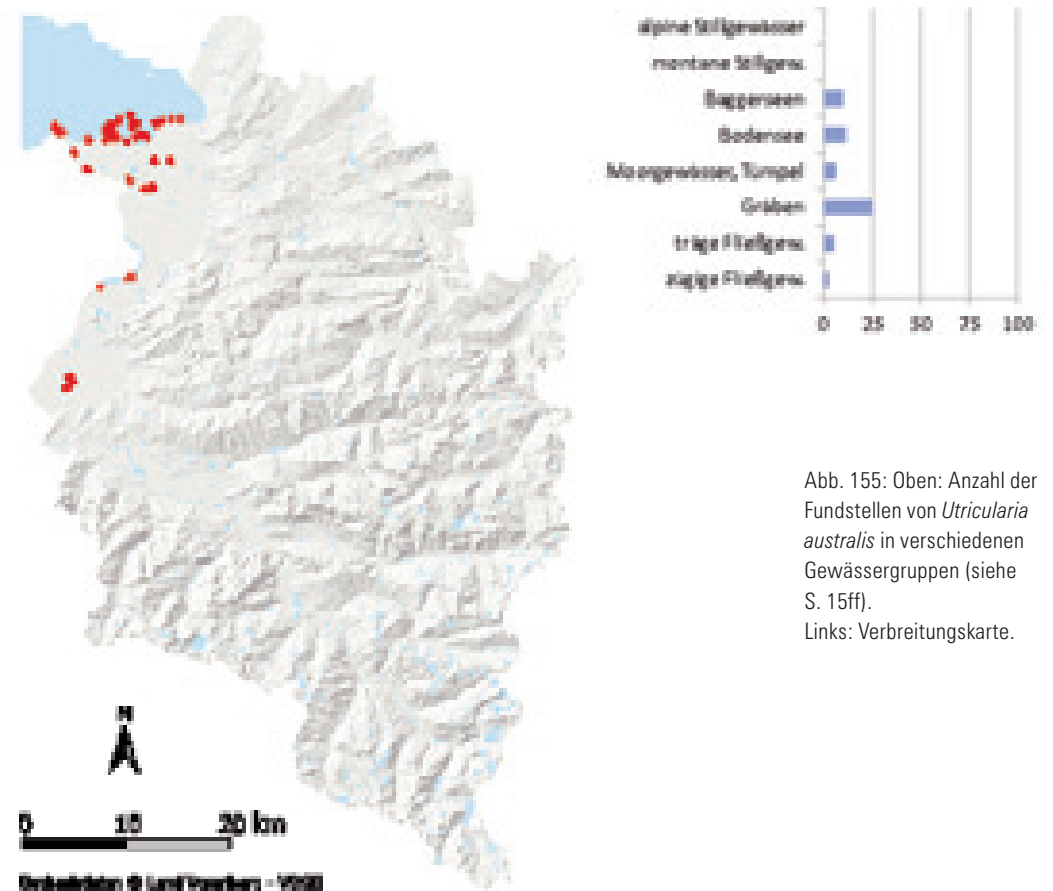 alpine Stillgewässer
montane Stillgew.
Baggerseen
Bodensee
Moorgewässer, Tümpel
Gräben
träge Fließgew.
zügige Fließgew.
0 25 50 75 100
Abb. 155: Oben: Anzahl der
Fundstellen von Utricularia
australis in verschiedenen
Gewässergruppen (siehe
S. 15ff).
Links: Verbreitungskarte.
N
0 10 20 km
© Land Vorarlberg –